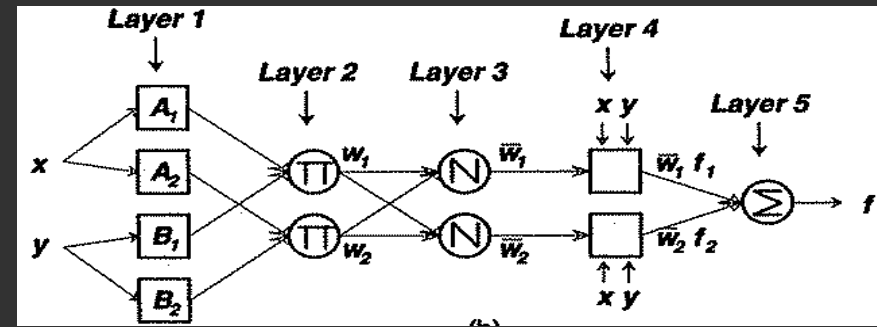 Layer 1
Layer 4
Layer 2 Layer 3
x y Layer 5
A₁
x Π w₁ N w̅₁ w̅₁ f₁
A₂
Σ f
y B₁ Π w₂ N w̅₂ w̅₂ f₂
B₂
x y